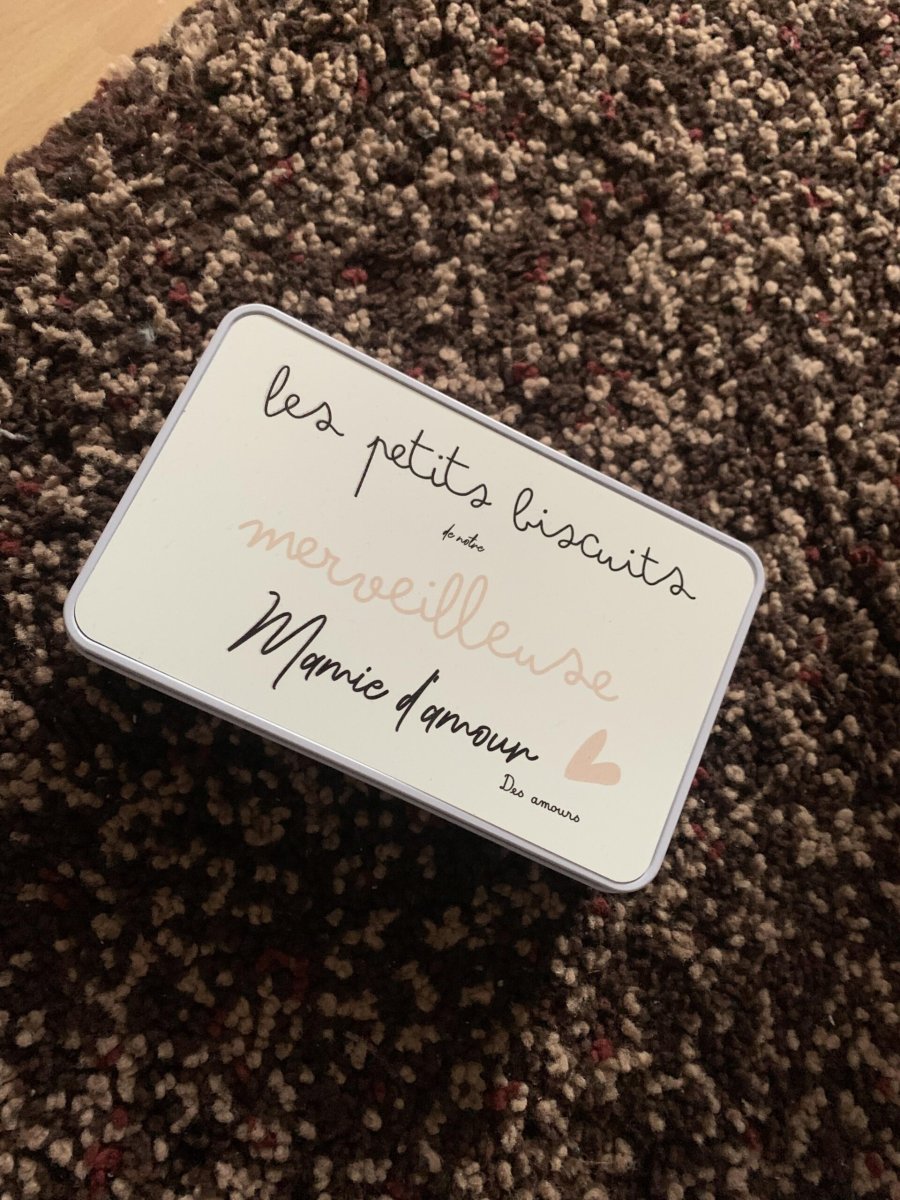 les petits biscuits
de notre
merveilleuse
Mamie d'amour
Des amours